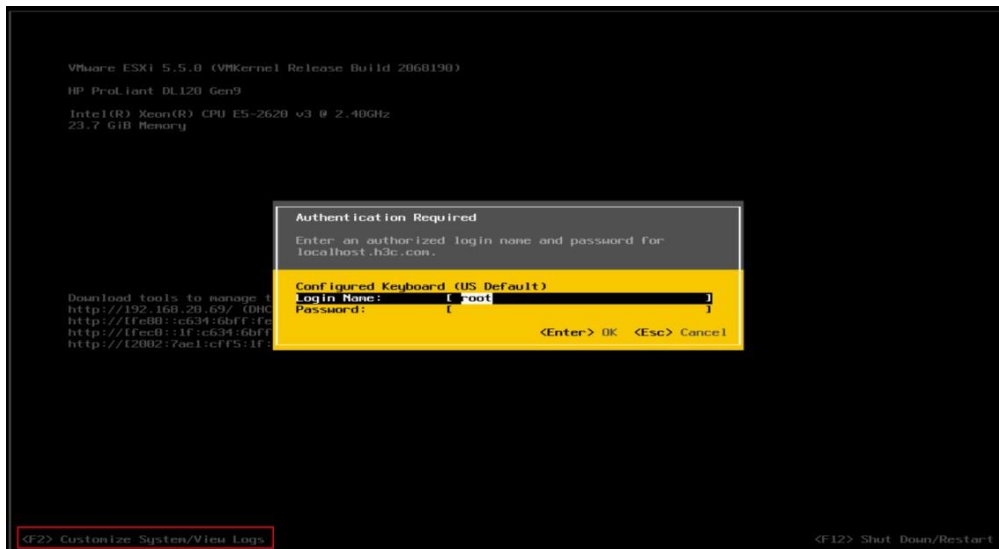 VMware ESXi 5.5.0 (VMKernel Release Build 2068190)
HP ProLiant DL120 Gen9
Intel(R) Xeon(R) CPU E5-2620 v3 @ 2.40GHz
23.7 GiB Memory
Authentication Required
Enter an authorized login name and password for
localhost.h3c.com.
Configured Keyboard (US Default)
Login Name: [ root ]
Password: [ ]
<Enter> OK <Esc> Cancel
Download tools to manage t
http://192.168.20.69/ (DHC
http://[fe80::c634:6bff:fe
http://[fec0::1f:c634:6bff
http://[2002:7ae1:cff5:1f:
<F2> Customize System/View Logs
<F12> Shut Down/Restart